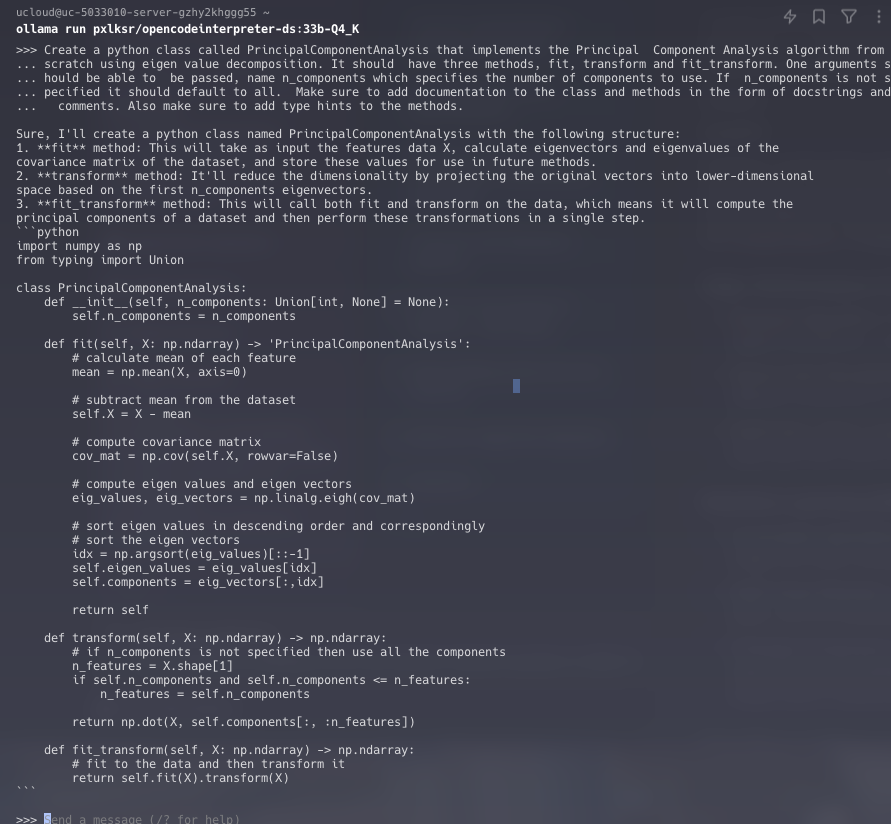 ucloud@uc-5033010-server-gzhy2khggg55 ~
ollama run pxlksr/opencodeinterpreter-ds:33b-Q4_K
>>> Create a python class called PrincipalComponentAnalysis that implements the Principal  Component Analysis algorithm from
... scratch using eigen value decomposition. It should  have three methods, fit, transform and fit_transform. One arguments s
... hould be able to  be passed, name n_components which specifies the number of components to use. If  n_components is not s
... pecified it should default to all.  Make sure to add documentation to the class and methods in the form of docstrings and
...   comments. Also make sure to add type hints to the methods.

Sure, I'll create a python class named PrincipalComponentAnalysis with the following structure:
1. **fit** method: This will take as input the features data X, calculate eigenvectors and eigenvalues of the
covariance matrix of the dataset, and store these values for use in future methods.
2. **transform** method: It'll reduce the dimensionality by projecting the original vectors into lower-dimensional
space based on the first n_components eigenvectors.
3. **fit_transform** method: This will call both fit and transform on the data, which means it will compute the
principal components of a dataset and then perform these transformations in a single step.
```python
import numpy as np
from typing import Union

class PrincipalComponentAnalysis:
    def __init__(self, n_components: Union[int, None] = None):
        self.n_components = n_components

    def fit(self, X: np.ndarray) -> 'PrincipalComponentAnalysis':
        # calculate mean of each feature
        mean = np.mean(X, axis=0)

        # subtract mean from the dataset
        self.X = X - mean

        # compute covariance matrix
        cov_mat = np.cov(self.X, rowvar=False)

        # compute eigen values and eigen vectors
        eig_values, eig_vectors = np.linalg.eigh(cov_mat)

        # sort eigen values in descending order and correspondingly
        # sort the eigen vectors
        idx = np.argsort(eig_values)[::-1]
        self.eigen_values = eig_values[idx]
        self.components = eig_vectors[:,idx]

        return self

    def transform(self, X: np.ndarray) -> np.ndarray:
        # if n_components is not specified then use all the components
        n_features = X.shape[1]
        if self.n_components and self.n_components <= n_features:
            n_features = self.n_components

        return np.dot(X, self.components[:, :n_features])

    def fit_transform(self, X: np.ndarray) -> np.ndarray:
        # fit to the data and then transform it
        return self.fit(X).transform(X)
```

>>> Send a message (/? for help)